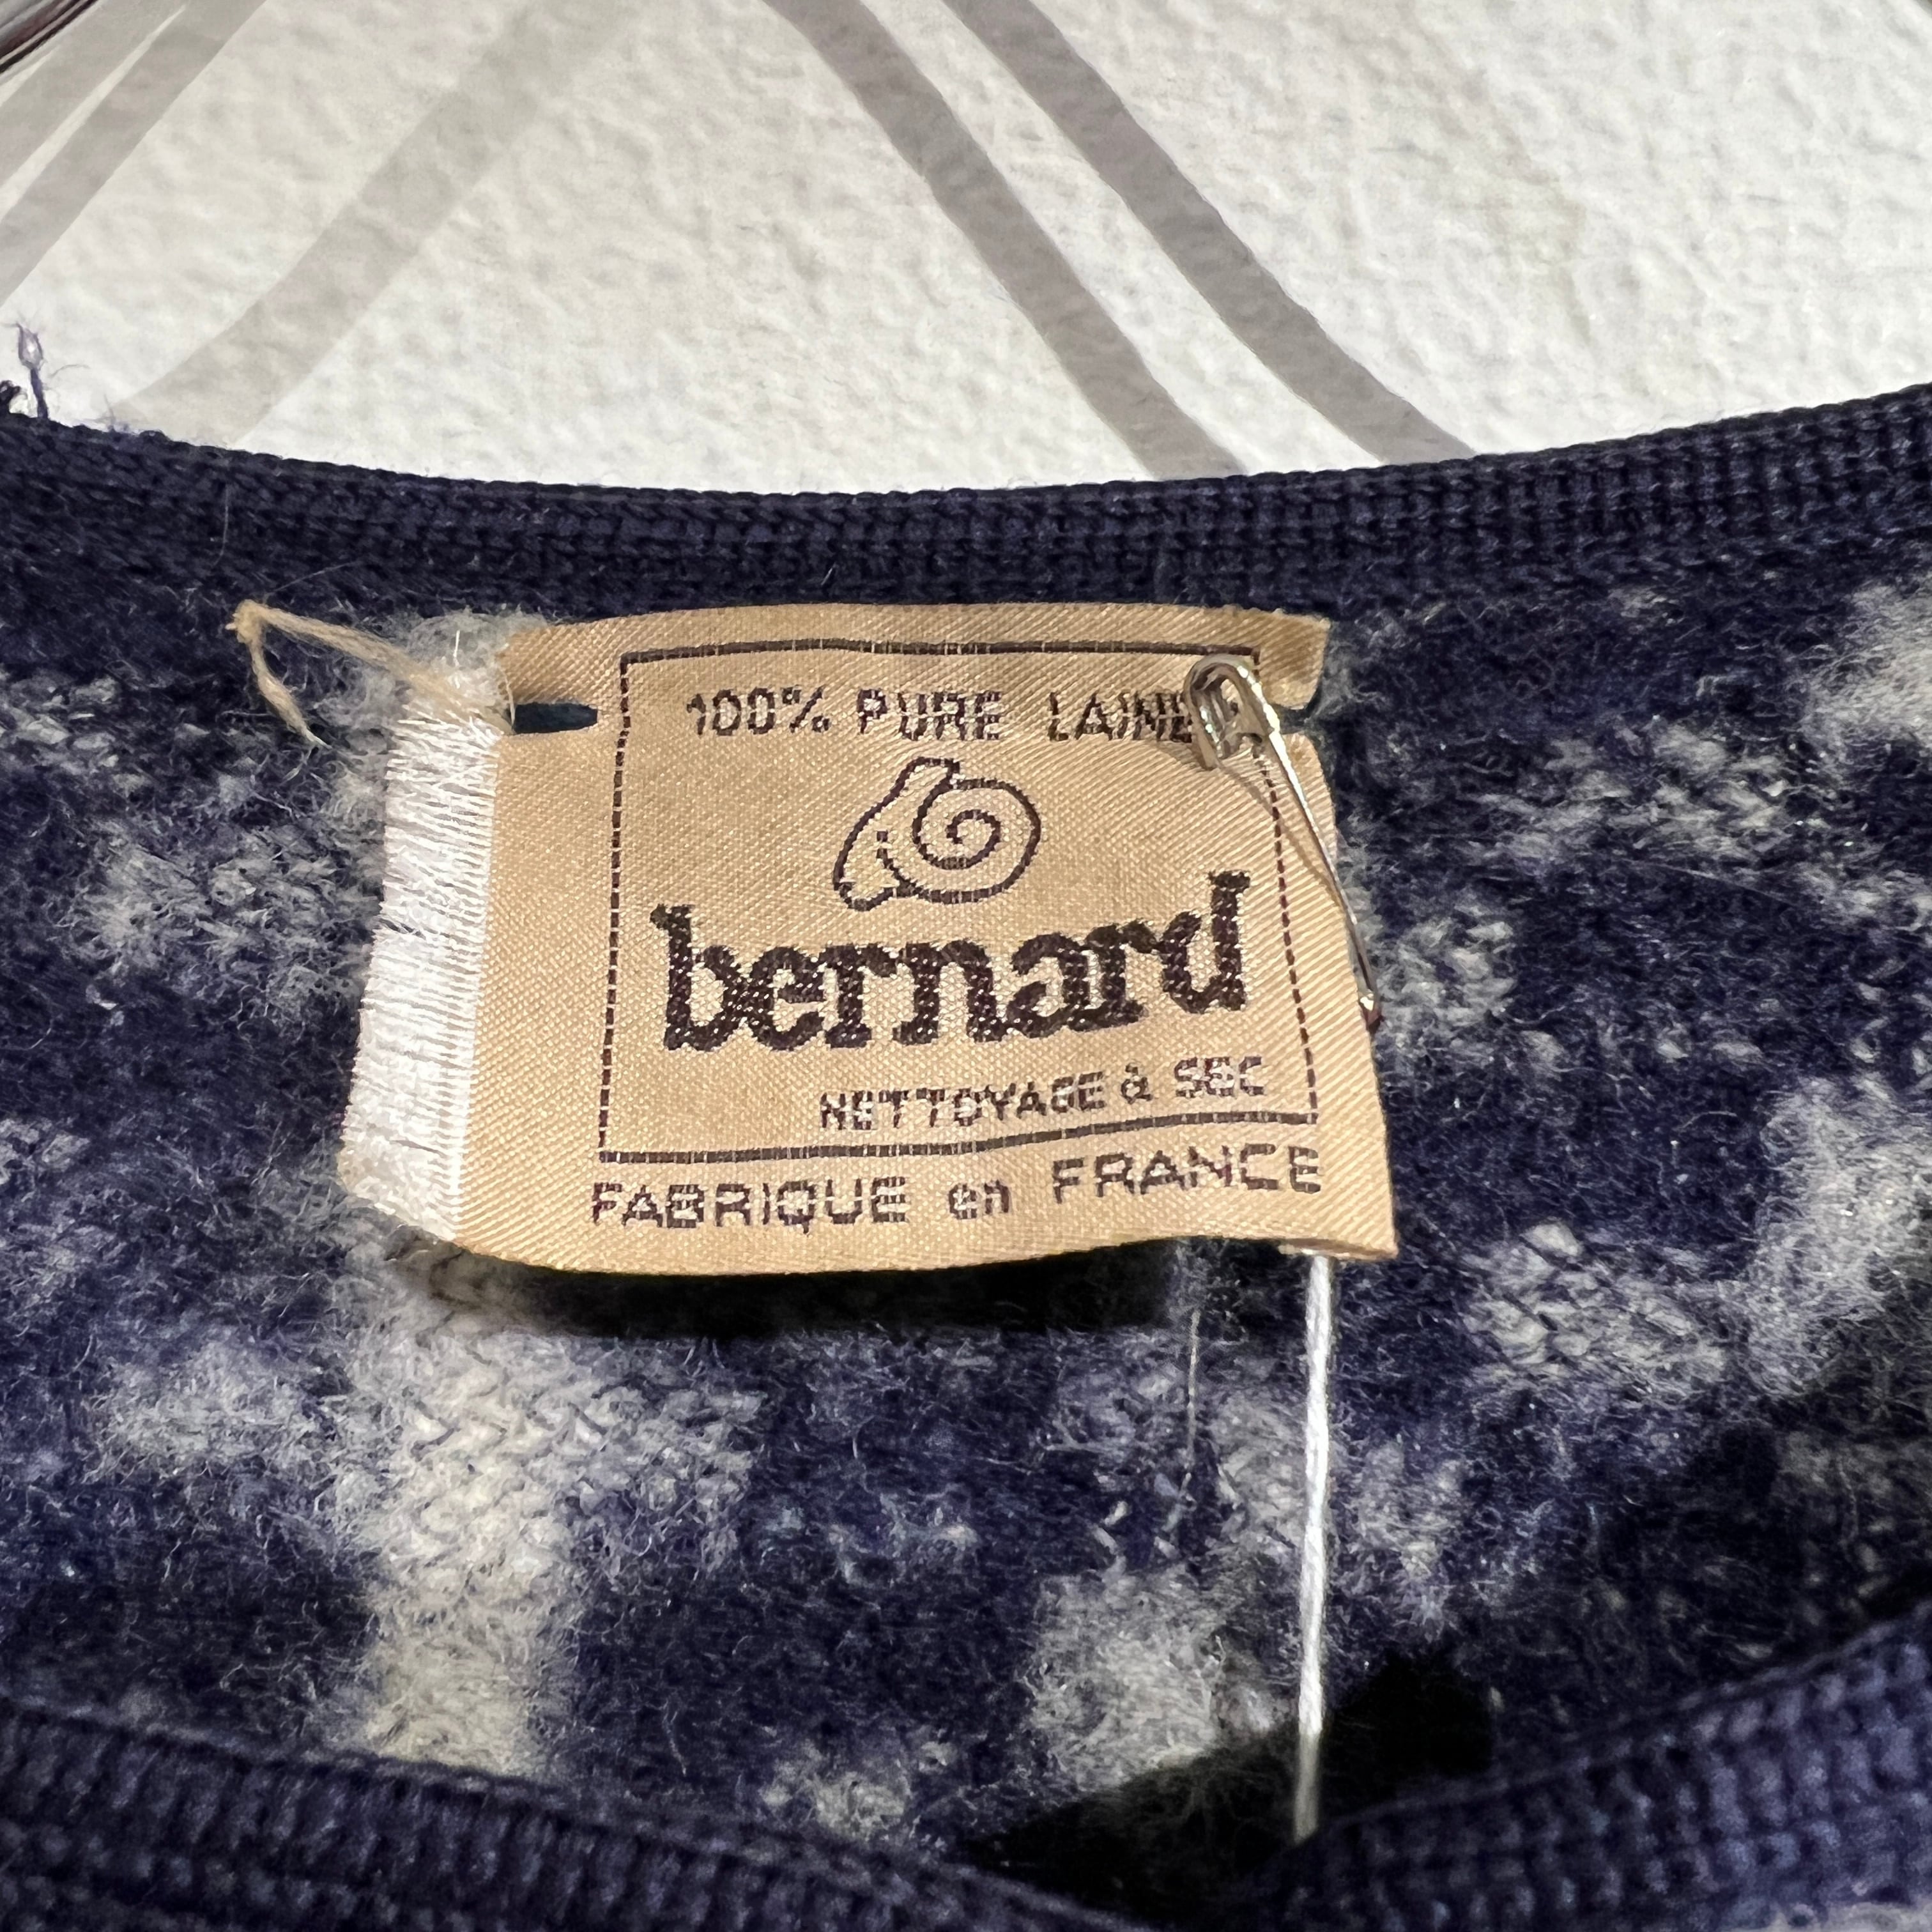 100% PURE LAINE
bernard
NETTOYAGE à SEC
FABRIQUE en FRANCE